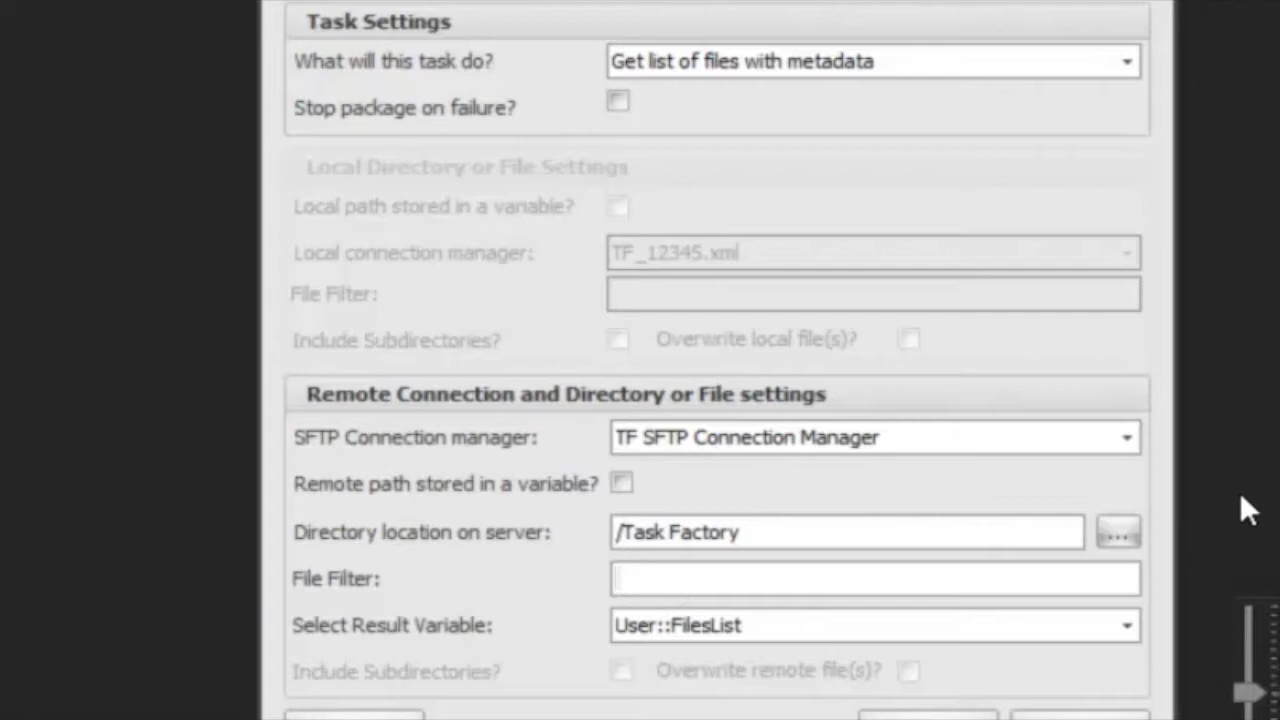 Task Settings
What will this task do? Get list of files with metadata
Stop package on failure?
Local Directory or File Settings
Local path stored in a variable?
Local connection manager: TF_12345.xml
File Filter:
Include Subdirectories? Overwrite local file(s)?
Remote Connection and Directory or File settings
SFTP Connection manager: TF SFTP Connection Manager
Remote path stored in a variable?
Directory location on server: /Task Factory ...
File Filter:
Select Result Variable: User::FilesList
Include Subdirectories? Overwrite remote file(s)?